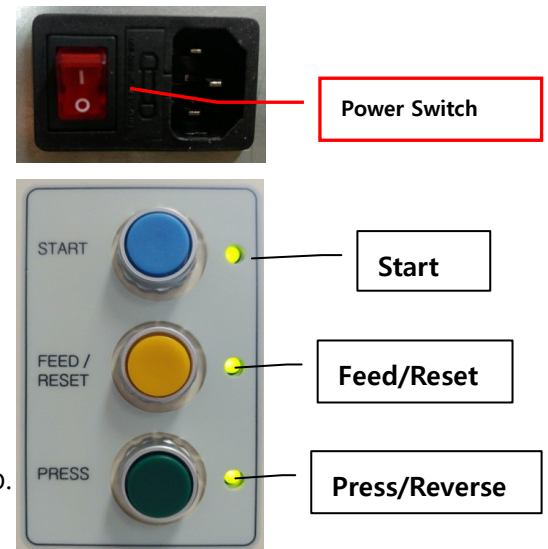 Power Switch
START
Start
FEED /
RESET
Feed/Reset
PRESS
Press/Reverse